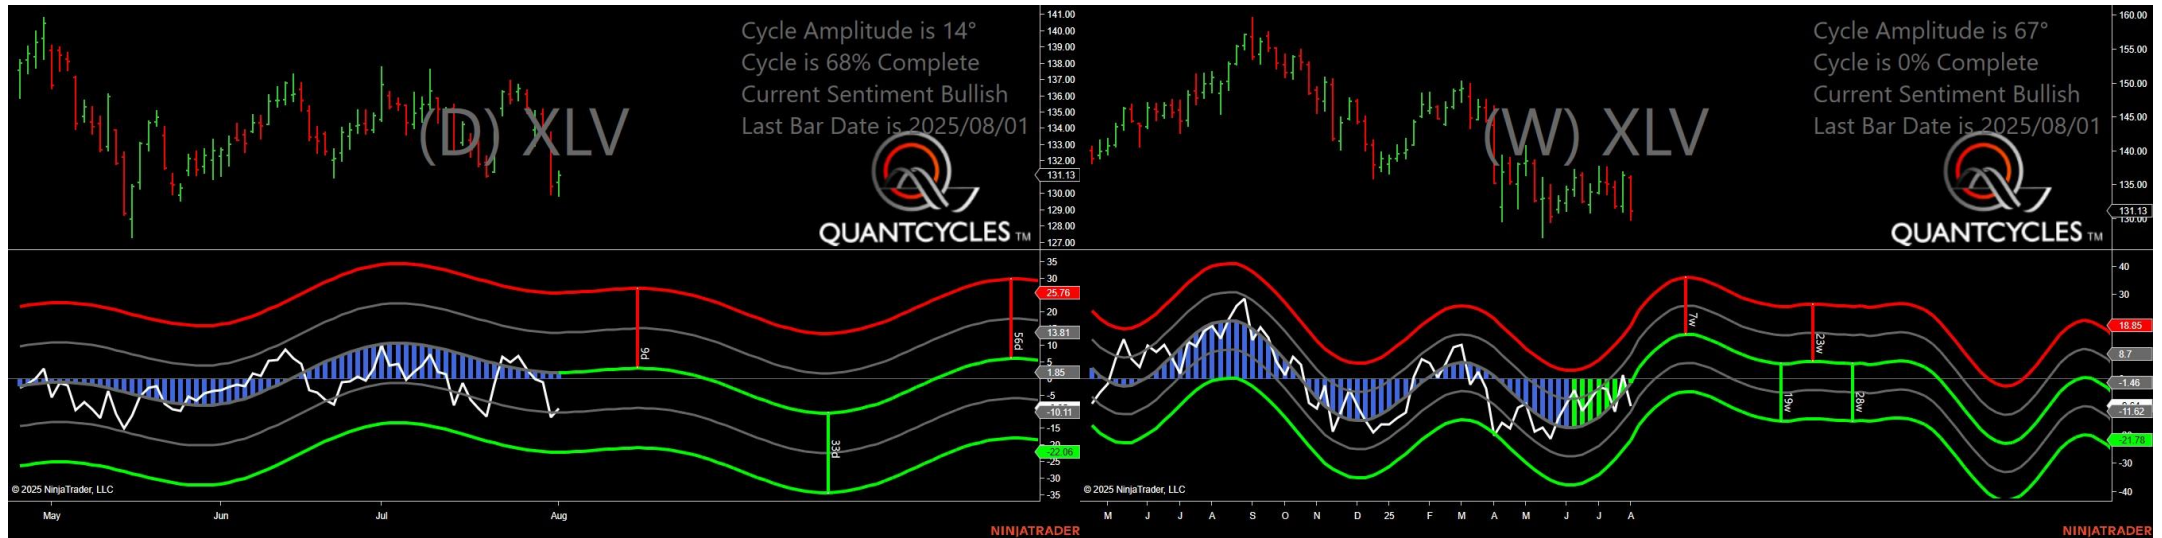 Cycle Amplitude is 14°
Cycle is 68% Complete
Current Sentiment Bullish
Last Bar Date is 2025/08/01
(D) XLV
QUANTCYCLES TM
141.00
140.00
139.00
138.00
137.00
136.00
135.00
134.00
133.00
132.00
131.13
130.00
129.00
128.00
127.00
35
30
25.76
20
13.81
10
5
1.85
-5
-10.11
-15
-22.06
-25
-30
-35
9d
33d
56d
© 2025 NinjaTrader, LLC
May Jun Jul Aug
NINJATRADER
Cycle Amplitude is 67°
Cycle is 0% Complete
Current Sentiment Bullish
Last Bar Date is 2025/08/01
(W) XLV
QUANTCYCLES TM
160.00
155.00
150.00
145.00
140.00
135.00
131.13
130.00
40
30
18.85
8.7
-1.46
-11.62
-21.78
-30
-40
7w
23w
19w
28w
© 2025 NinjaTrader, LLC
M J J A S O N D 25 F M A M J J A
NINJATRADER